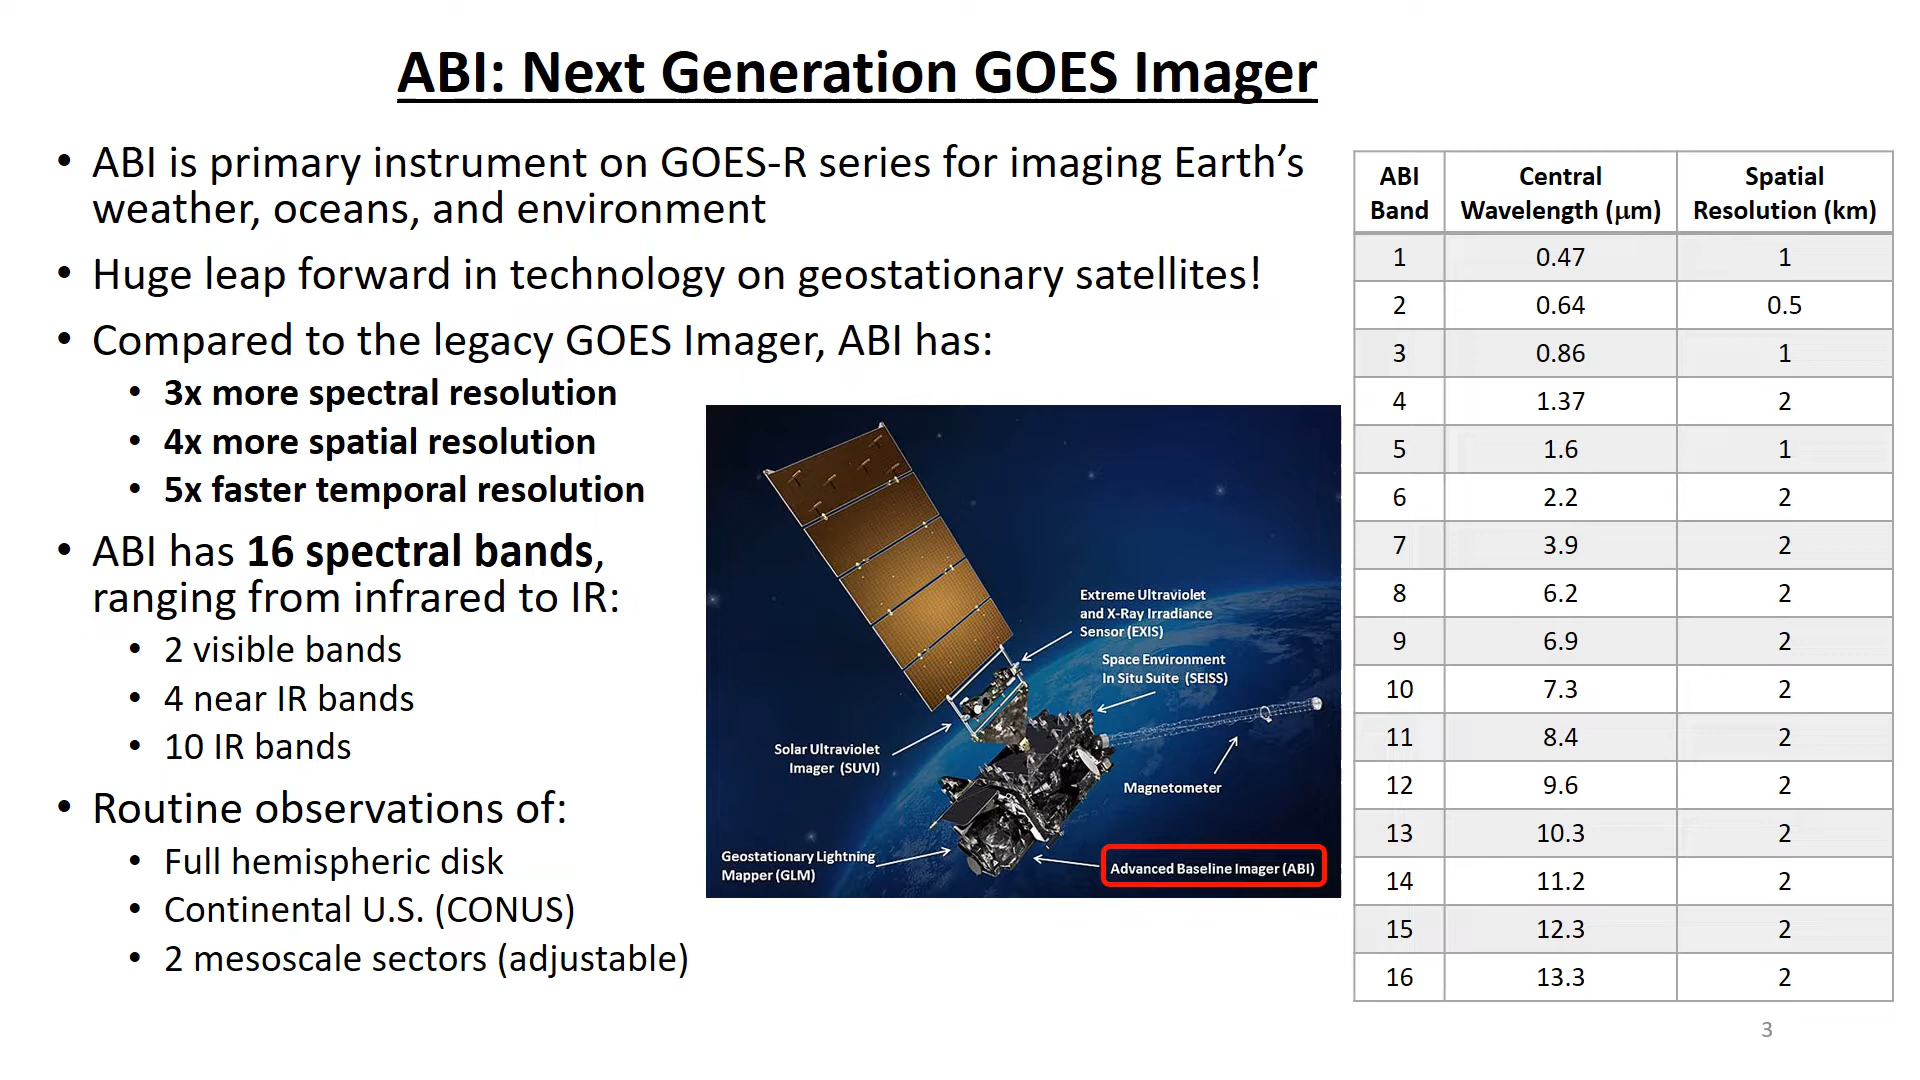 ABI: Next Generation GOES Imager
• ABI is primary instrument on GOES-R series for imaging Earth’s
weather, oceans, and environment
• Huge leap forward in technology on geostationary satellites!
• Compared to the legacy GOES Imager, ABI has:
• 3x more spectral resolution
• 4x more spatial resolution
• 5x faster temporal resolution
• ABI has 16 spectral bands,
ranging from infrared to IR:
• 2 visible bands
• 4 near IR bands
• 10 IR bands
• Routine observations of:
• Full hemispheric disk
• Continental U.S. (CONUS)
• 2 mesoscale sectors (adjustable)
Extreme Ultraviolet
and X-Ray Irradiance
Sensor (EXIS)
Space Environment
In Situ Suite (SEISS)
Solar Ultraviolet
Imager (SUVI)
Magnetometer
Geostationary Lightning
Mapper (GLM)
Advanced Baseline Imager (ABI)
ABI Band Central Wavelength (μm) Spatial Resolution (km)
1 0.47 1
2 0.64 0.5
3 0.86 1
4 1.37 2
5 1.6 1
6 2.2 2
7 3.9 2
8 6.2 2
9 6.9 2
10 7.3 2
11 8.4 2
12 9.6 2
13 10.3 2
14 11.2 2
15 12.3 2
16 13.3 2
3